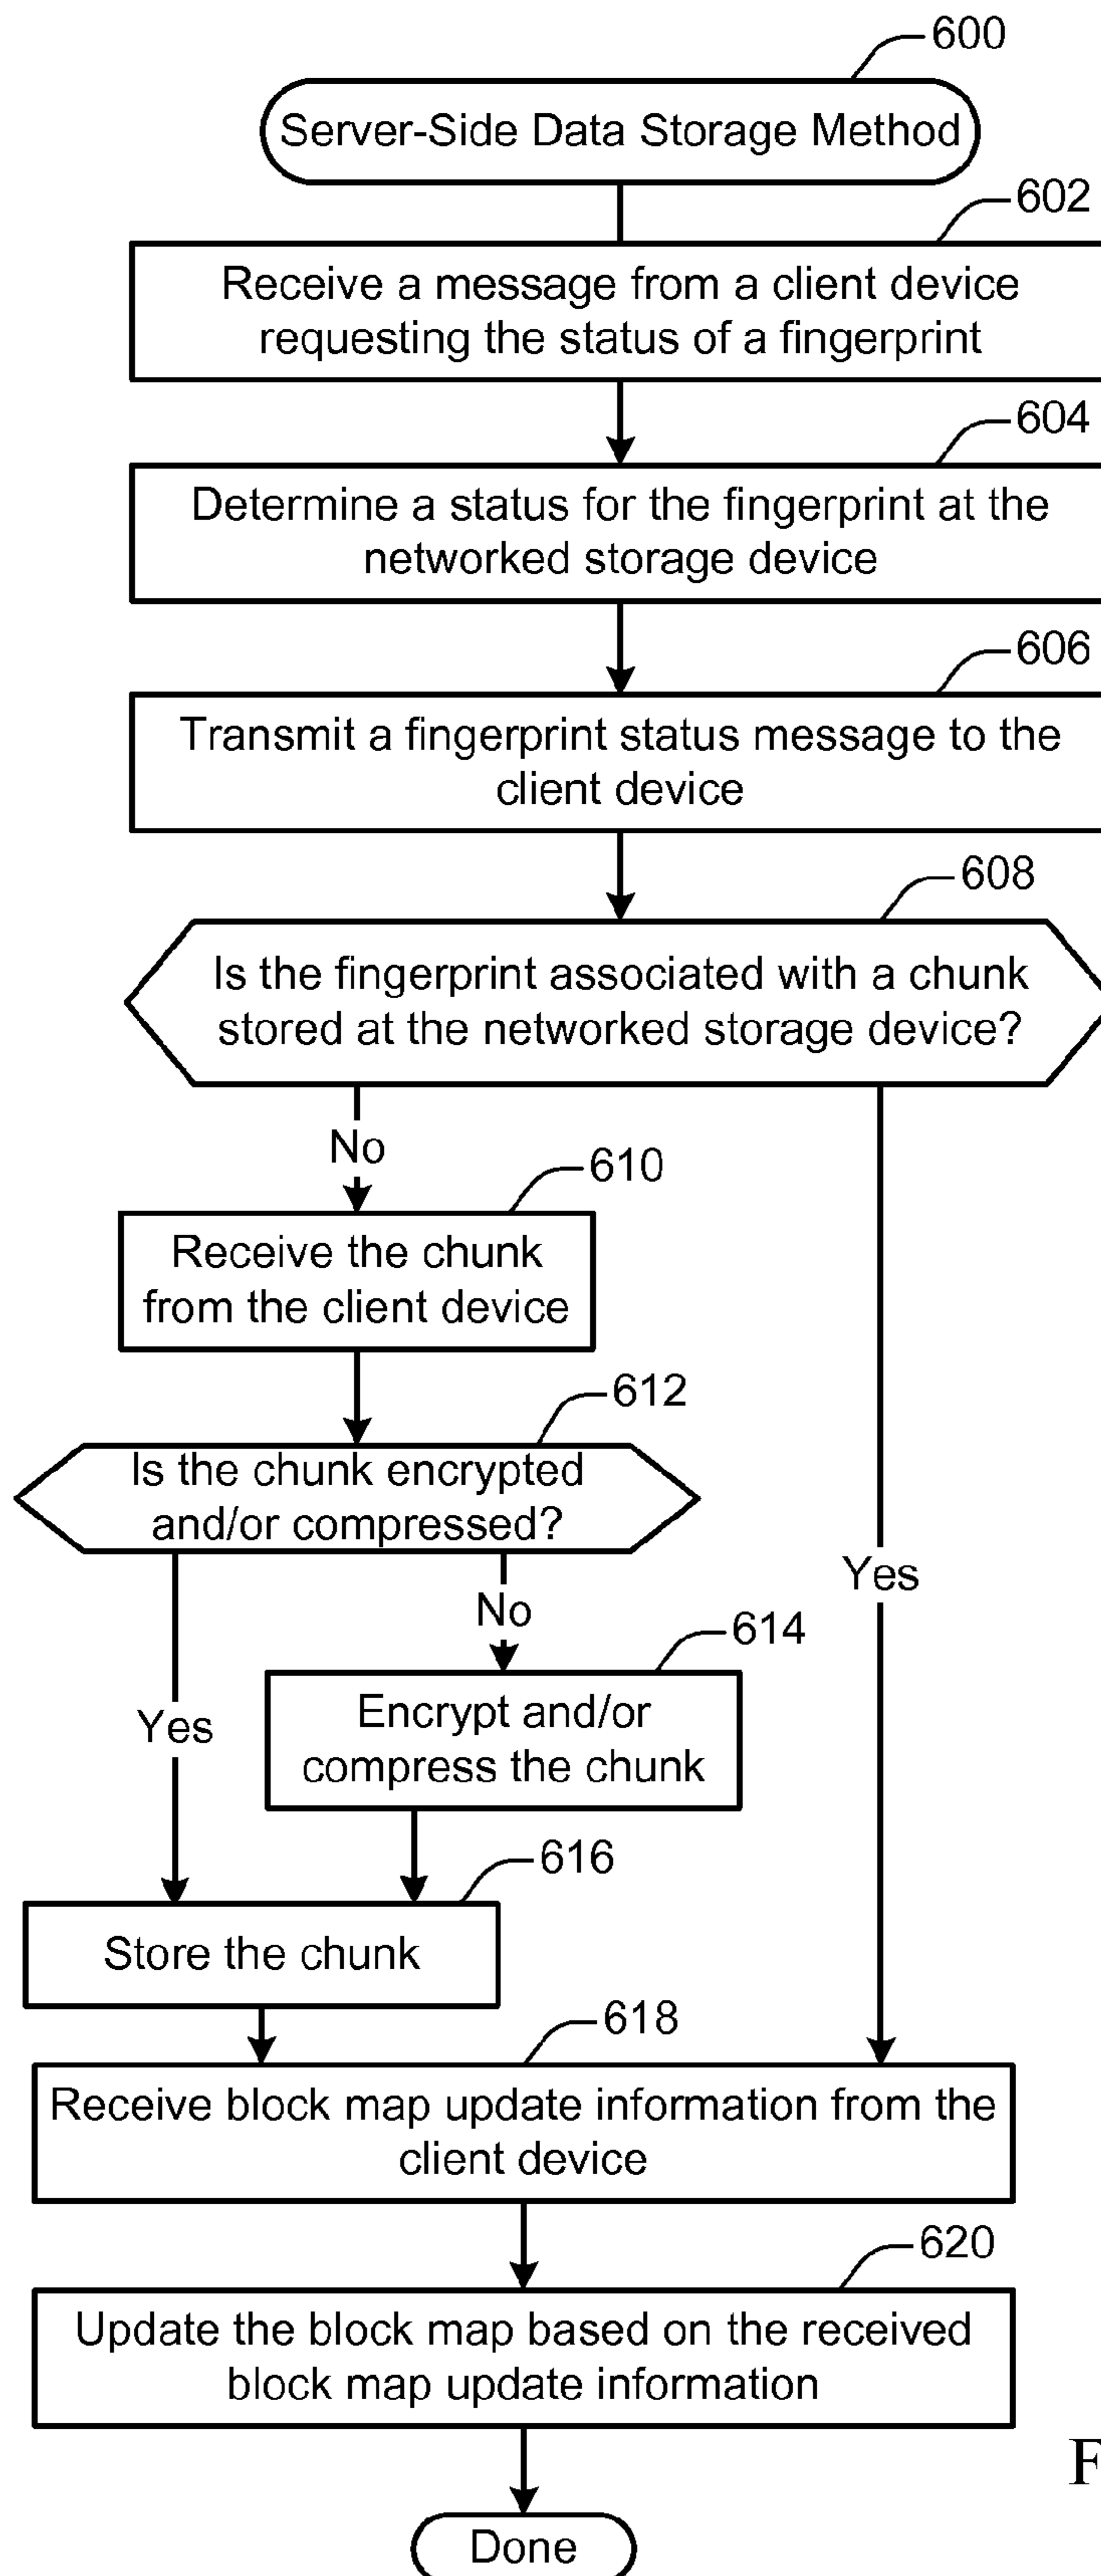 600
Server-Side Data Storage Method
602
Receive a message from a client device
requesting the status of a fingerprint
604
Determine a status for the fingerprint at the
networked storage device
606
Transmit a fingerprint status message to the
client device
608
Is the fingerprint associated with a chunk
stored at the networked storage device?
No
610
Receive the chunk
from the client device
612
Is the chunk encrypted
and/or compressed?
Yes
No
614
Yes
Encrypt and/or
compress the chunk
616
Store the chunk
618
Receive block map update information from the
client device
620
Update the block map based on the received
block map update information
F
Done